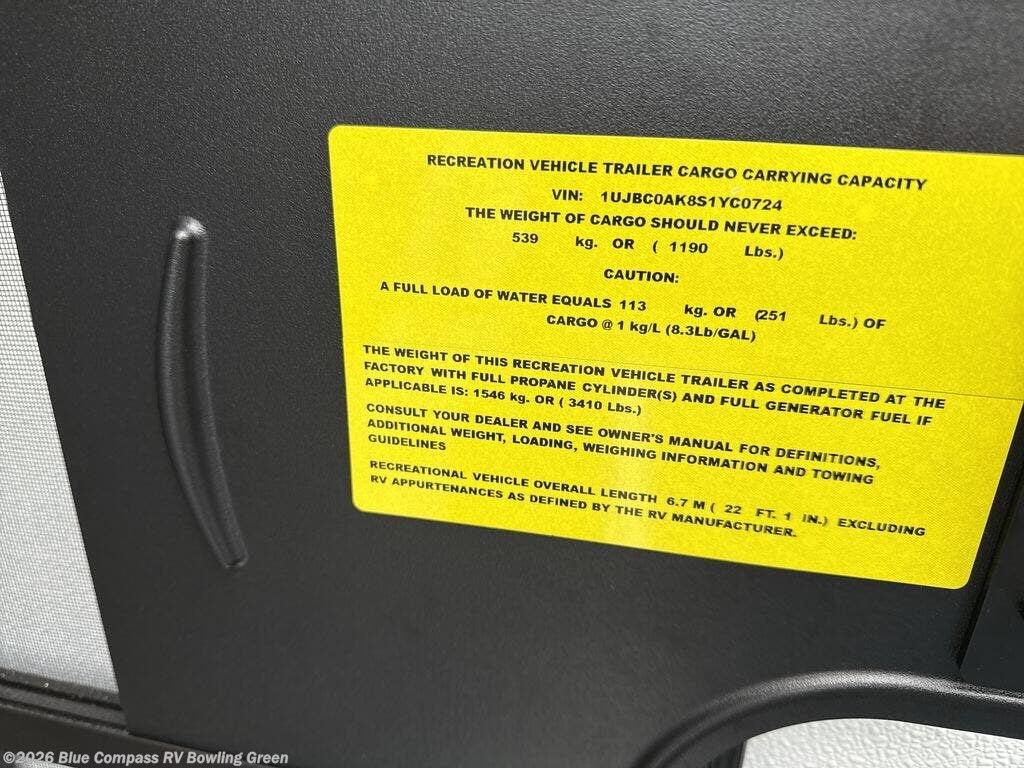 RECREATION VEHICLE TRAILER CARGO CARRYING CAPACITY
VIN: 1UJBC0AK8S1YC0724
THE WEIGHT OF CARGO SHOULD NEVER EXCEED:
539 kg. OR ( 1190 Lbs.)
CAUTION:
A FULL LOAD OF WATER EQUALS 113 kg. OR (251 Lbs.) OF
CARGO @ 1 kg/L (8.3Lb/GAL)
THE WEIGHT OF THIS RECREATION VEHICLE TRAILER AS COMPLETED AT THE
FACTORY WITH FULL PROPANE CYLINDER(S) AND FULL GENERATOR FUEL IF
APPLICABLE IS: 1546 kg. OR ( 3410 Lbs.)
CONSULT YOUR DEALER AND SEE OWNER'S MANUAL FOR DEFINITIONS,
ADDITIONAL WEIGHT, LOADING, WEIGHING INFORMATION AND TOWING
GUIDELINES
RECREATIONAL VEHICLE OVERALL LENGTH 6.7 M ( 22 FT. 1 IN.) EXCLUDING
RV APPURTENANCES AS DEFINED BY THE RV MANUFACTURER.
©2026 Blue Compass RV Bowling Green